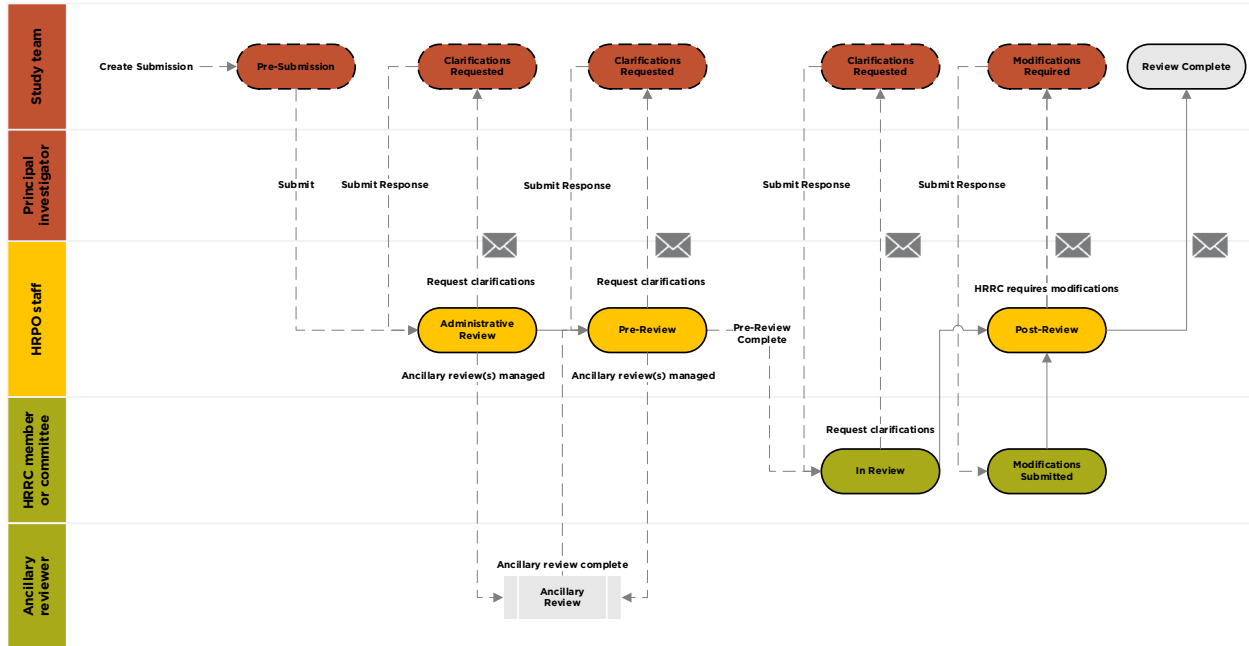 Study team
Create Submission
Pre-Submission
Clarifications
Requested
Clarifications
Requested
Clarifications
Requested
Modifications
Required
Review Complete
Principal
investigator
Submit
Submit Response
Submit Response
Submit Response
Submit Response
HRPO staff
Request clarifications
Request clarifications
HRRC requires modifications
Administrative
Review
Pre-Review
Pre-Review
Complete
Post-Review
Ancillary review(s) managed
Ancillary review(s) managed
HRRC member
or committee
Request clarifications
In Review
Modifications
Submitted
Ancillary
reviewer
Ancillary review complete
Ancillary
Review